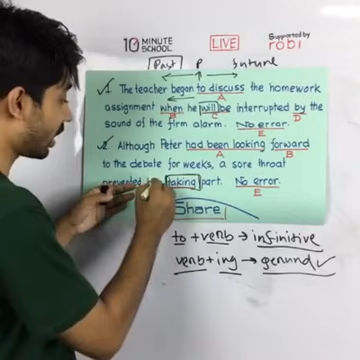 10 MINUTE SCHOOL
LIVE
Supported by
robi
Past P Future
1. The teacher began to discuss the homework
A
assignment when he will be interrupted by the
B C D
sound of the firm alarm. No error.
E
2. Although Peter had been looking forward
A B
to the debate for weeks, a sore throat
prevented taking part. No error.
E
Share
to + verb → infinitive
verb + ing → gerund ✓